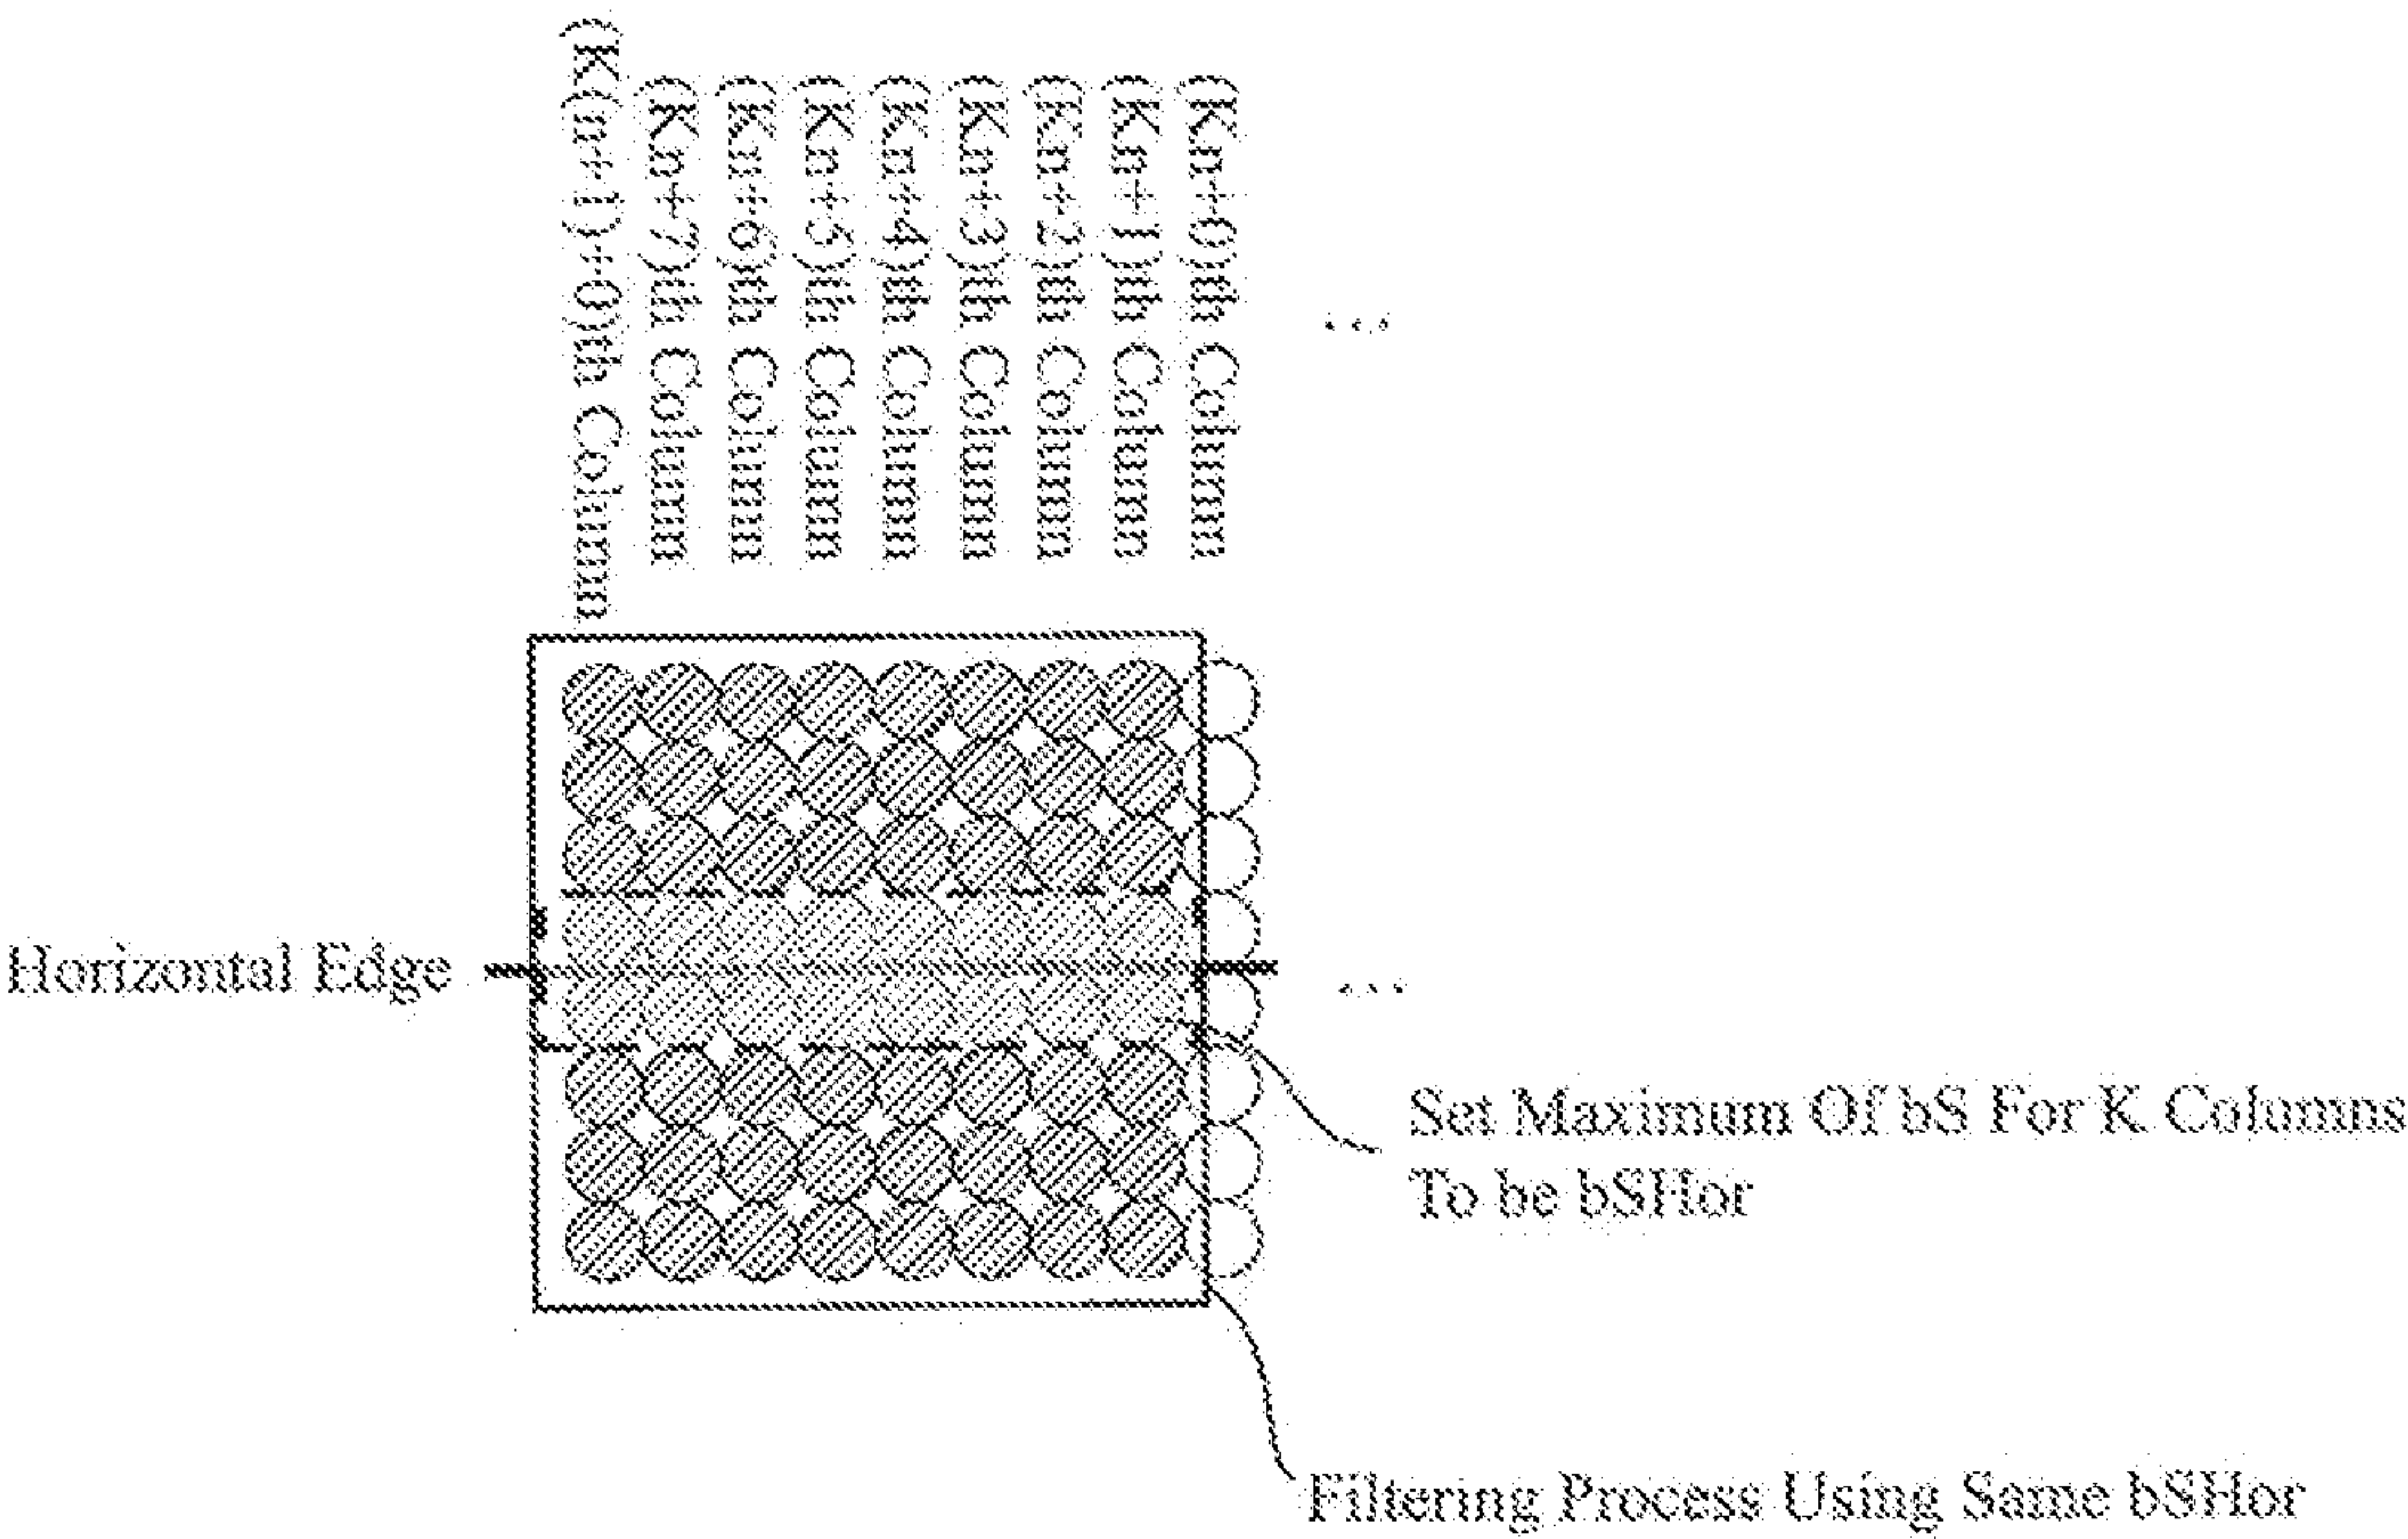 (Kn+0)th Column
(Kn+1)th Column
(Kn+2)th Column
(Kn+3)th Column
(Kn+4)th Column
(Kn+5)th Column
(Kn+6)th Column
(Kn+7)th Column
(K(n+1)+0)th Column
...
Horizontal Edge
...
Set Maximum Of bS For K Columns
To be bSHor
Filtering Process Using Same bSHor